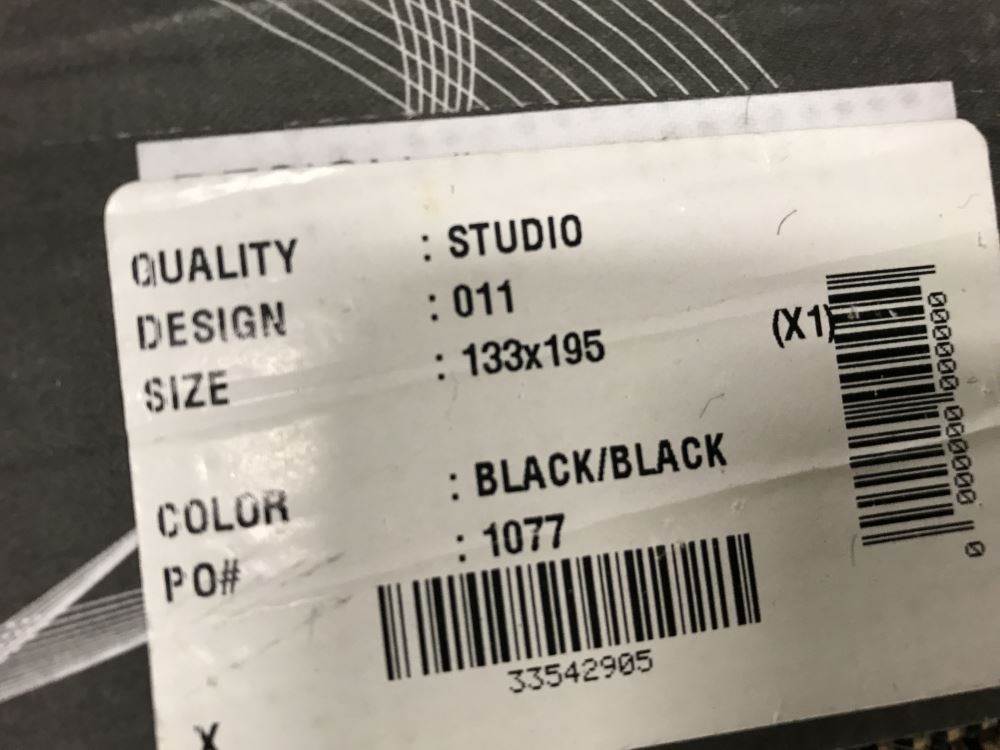 QUALITY : STUDIO
DESIGN : 011
SIZE : 133x195
(X1)
COLOR : BLACK/BLACK
PO# : 1077
33542905
X
0 000000 000000